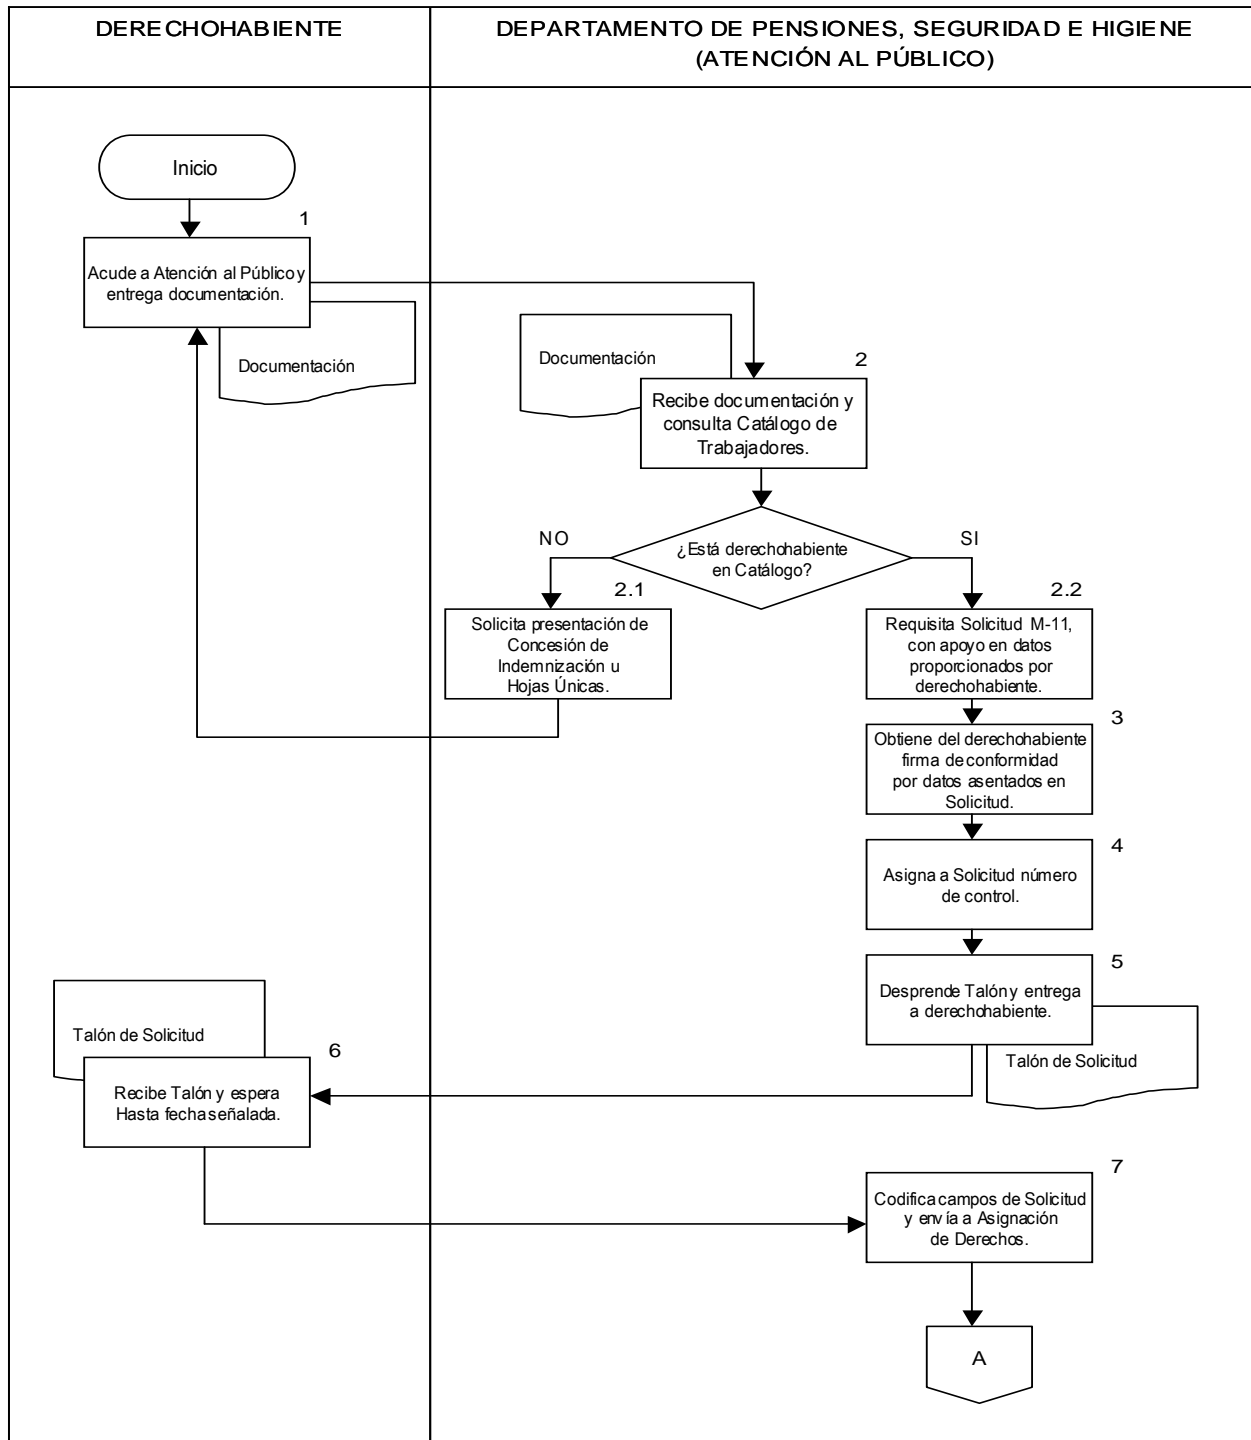 DERECHOHABIENTE
DEPARTAMENTO DE PENSIONES, SEGURIDAD E HIGIENE
(ATENCIÓN AL PÚBLICO)
Inicio
1
Acude a Atención al Público y
entrega documentación.
Documentación
Documentación
2
Recibe documentación y
consulta Catálogo de
Trabajadores.
¿Está derechohabiente
en Catálogo?
NO
SI
2.1
Solicita presentación de
Concesión de
Indemnización u
Hojas Únicas.
2.2
Requisita Solicitud M-11,
con apoyo en datos
proporcionados por
derechohabiente.
3
Obtiene del derechohabiente
firma de conformidad
por datos asentados en
Solicitud.
4
Asigna a Solicitud número
de control.
5
Desprende Talón y entrega
a derechohabiente.
Talón de Solicitud
Talón de Solicitud
6
Recibe Talón y espera
Hasta fecha señalada.
7
Codifica campos de Solicitud
y envía a Asignación
de Derechos.
A